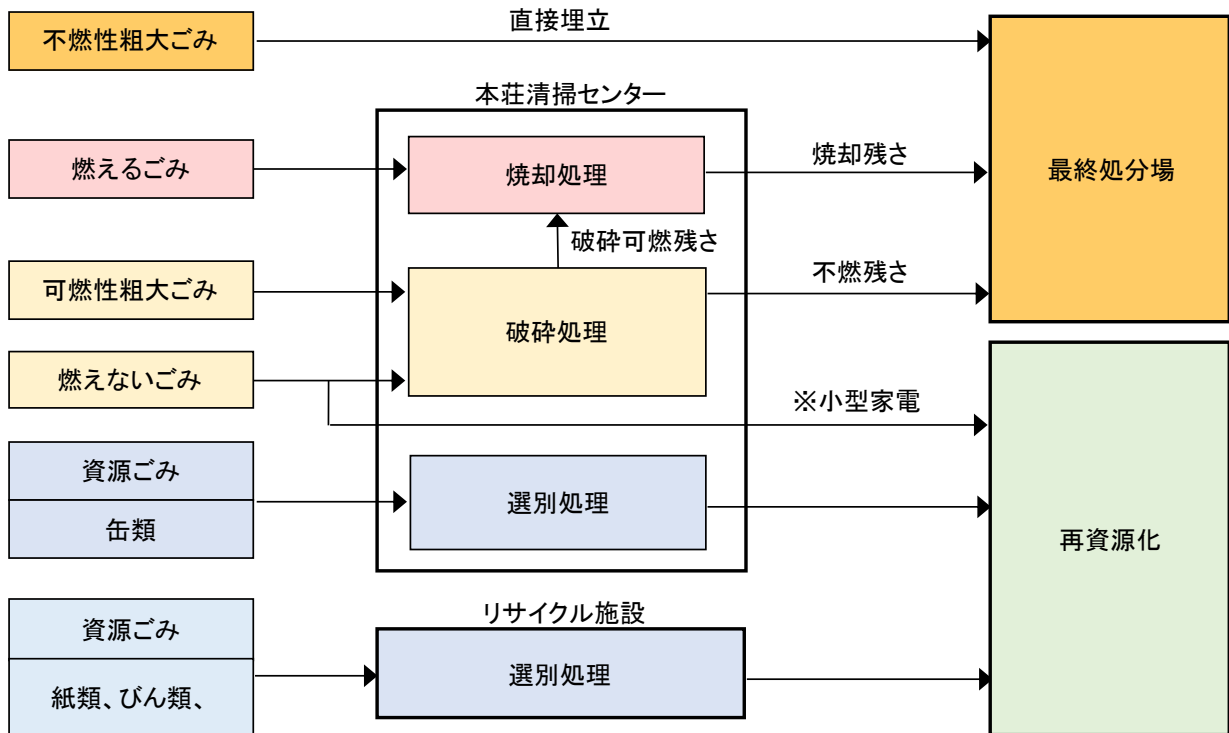 直接埋立
不燃性粗大ごみ
本荘清掃センター
燃えるごみ
焼却処理
焼却残さ
最終処分場
破砕可燃残さ
可燃性粗大ごみ
破砕処理
不燃残さ
燃えないごみ
※小型家電
資源ごみ
缶類
選別処理
再資源化
リサイクル施設
資源ごみ
紙類、びん類、
選別処理